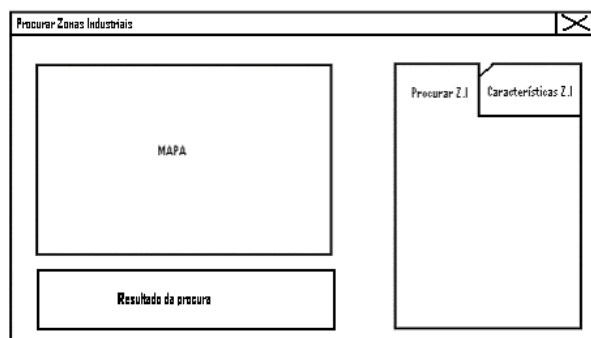 Procurar Zonas Industriais
MAPA
Resultado da procura
Procurar Z.I
Características Z.I